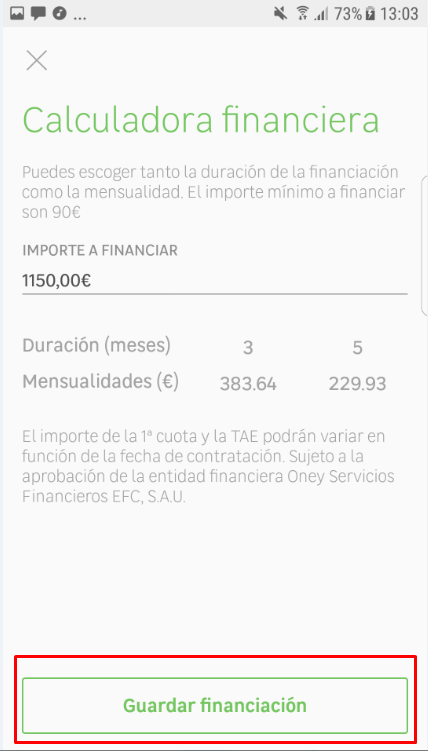 ... 73% 13:03
Calculadora financiera
Puedes escoger tanto la duración de la financiación
como la mensualidad. El importe mínimo a financiar
son 90€
IMPORTE A FINANCIAR
1150,00€
Duración (meses) 3 5
Mensualidades (€) 383.64 229.93
El importe de la 1ª cuota y la TAE podrán variar en
función de la fecha de contratación. Sujeto a la
aprobación de la entidad financiera Oney Servicios
Financieros EFC, S.A.U.
Guardar financiación